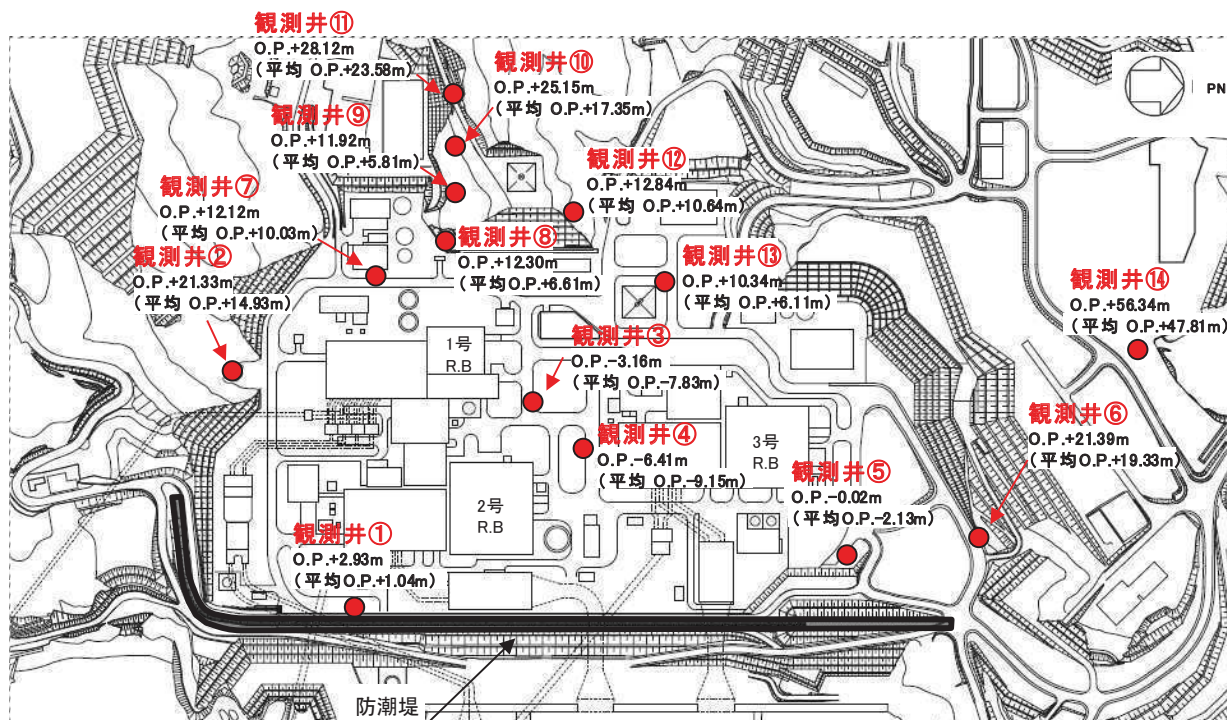 観測井⑪
O.P.+28.12m
(平均 O.P.+23.58m)
観測井⑩
O.P.+25.15m
(平均 O.P.+17.35m)
PN
観測井⑨
O.P.+11.92m
(平均 O.P.+5.81m)
観測井⑫
O.P.+12.84m
(平均 O.P.+10.64m)
観測井⑦
O.P.+12.12m
(平均 O.P.+10.03m)
観測井⑧
O.P.+12.30m
(平均O.P.+6.61m)
観測井②
O.P.+21.33m
(平均 O.P.+14.93m)
観測井⑬
O.P.+10.34m
(平均 O.P.+6.11m)
観測井⑭
O.P.+56.34m
(平均 O.P.+47.81m)
1号
R.B
観測井③
O.P.-3.16m
(平均 O.P.-7.83m)
観測井⑥
O.P.+21.39m
(平均O.P.+19.33m)
観測井④
O.P.-6.41m
(平均 O.P.-9.15m)
3号
R.B
観測井⑤
O.P.-0.02m
(平均O.P.-2.13m)
2号
R.B
観測井①
O.P.+2.93m
(平均O.P.+1.04m)
防潮堤